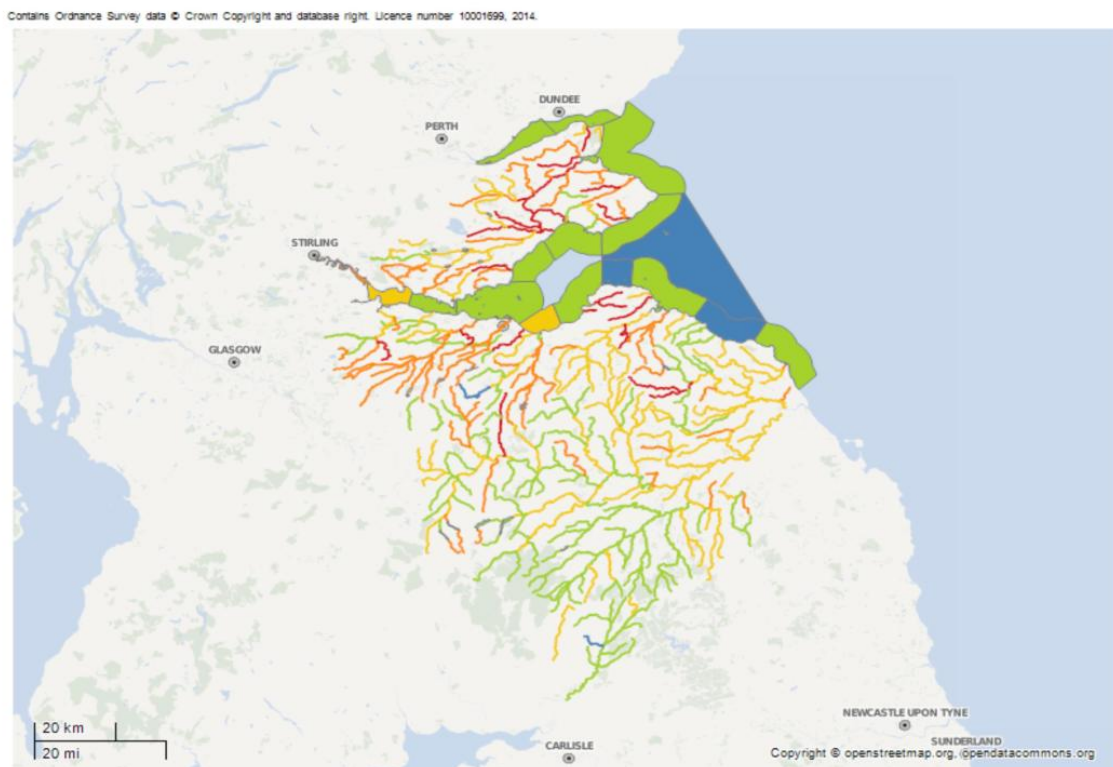 Contains Ordnance Survey data © Crown Copyright and database right. Licence number 10001699, 2014.
DUNDEE
PERTH
STIRLING
GLASGOW
20 km
20 mi
NEWCASTLE UPON TYNE
SUNDERLAND
CARLISLE
Copyright © openstreetmap.org, opendatacommons.org